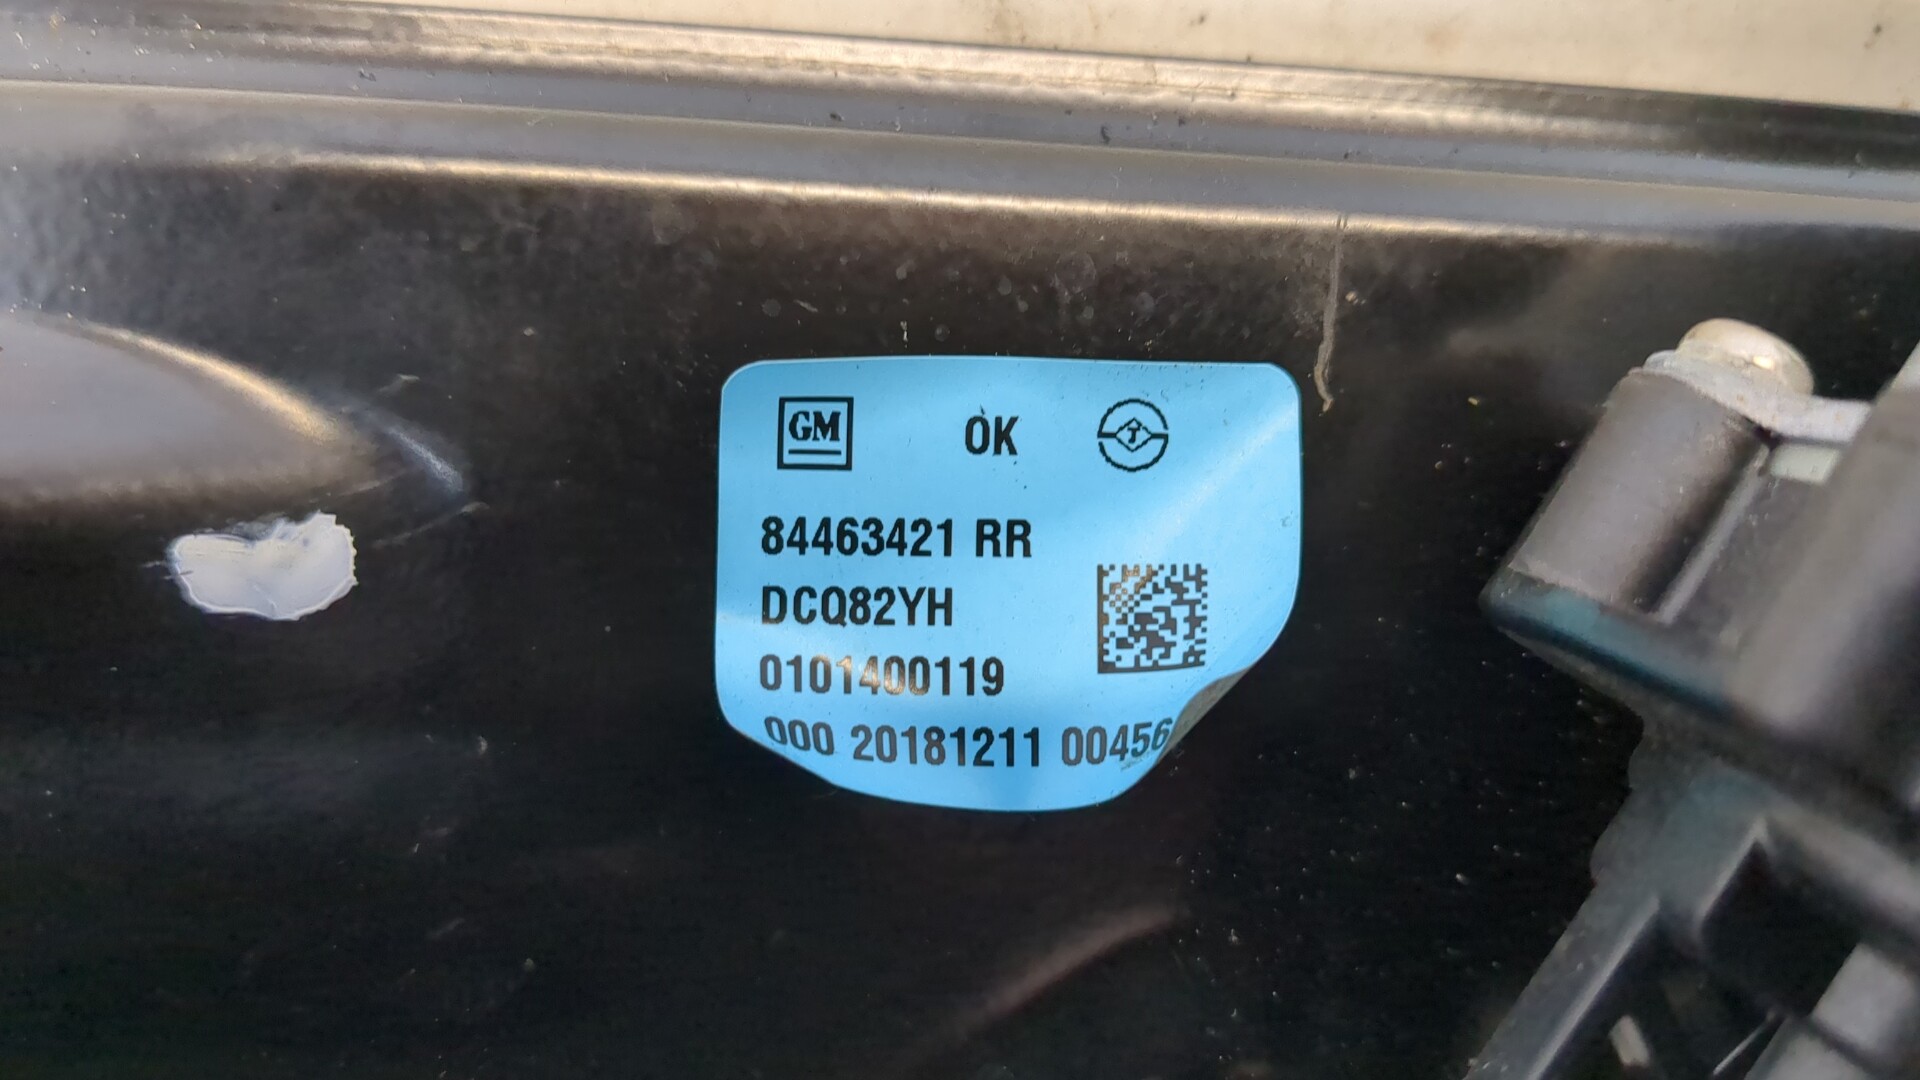 GM OK J
84463421 RR
DCQ82YH
0101400119
000 20181211 00456